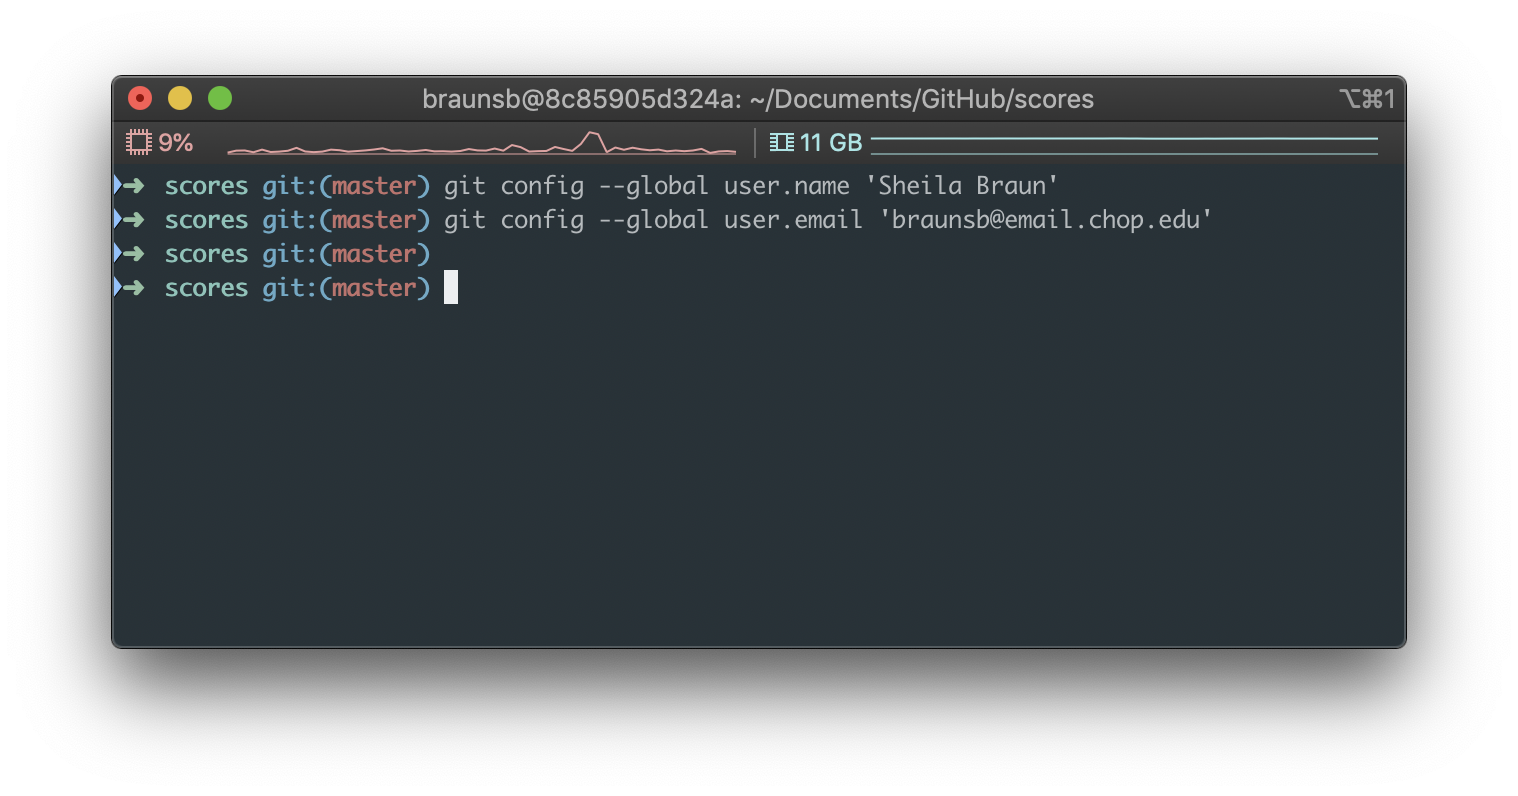 braunsb@8c85905d324a: ~/Documents/GitHub/scores ⌥⌘1
9% 11 GB
➜ scores git:(master) git config --global user.name 'Sheila Braun'
➜ scores git:(master) git config --global user.email 'braunsb@email.chop.edu'
➜ scores git:(master)
➜ scores git:(master)